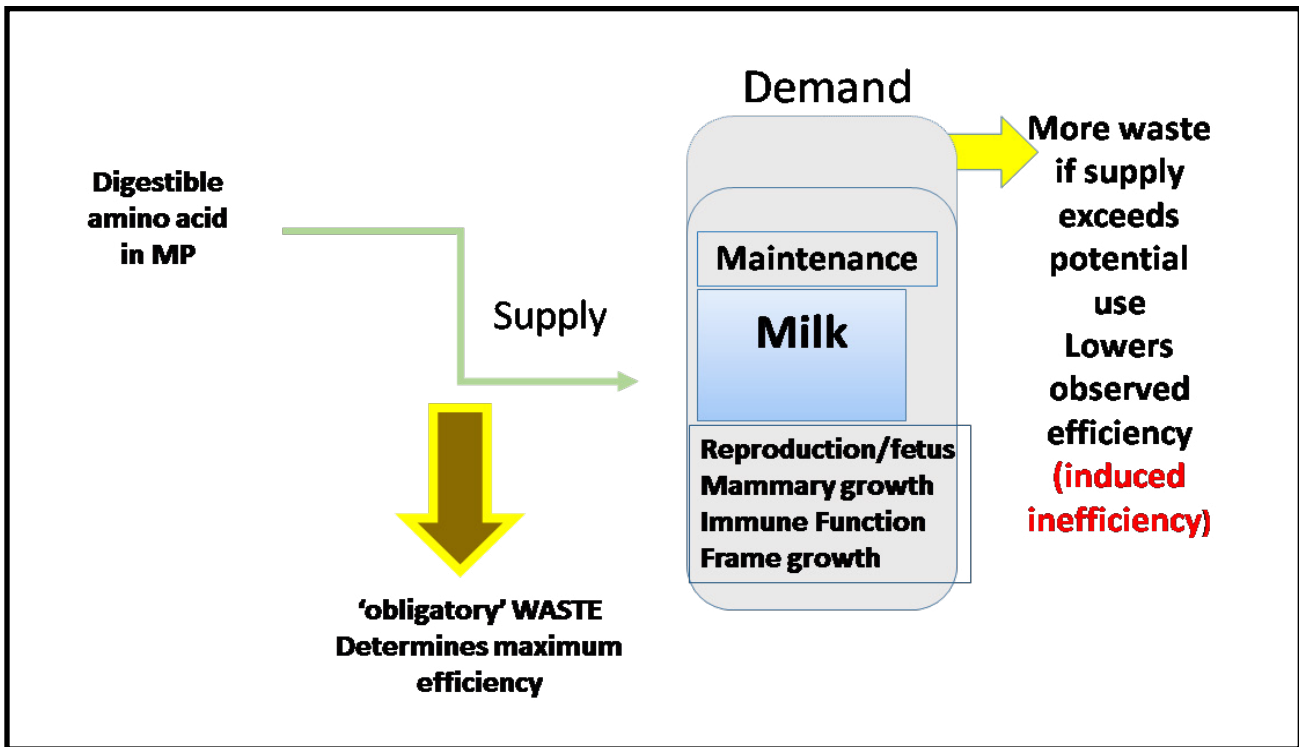 Demand
Digestible
amino acid
in MP
Supply
Maintenance
Milk
Reproduction/fetus
Mammary growth
Immune Function
Frame growth
More waste
if supply
exceeds
potential
use
Lowers
observed
efficiency
(induced
inefficiency)
‘obligatory’ WASTE
Determines maximum
efficiency